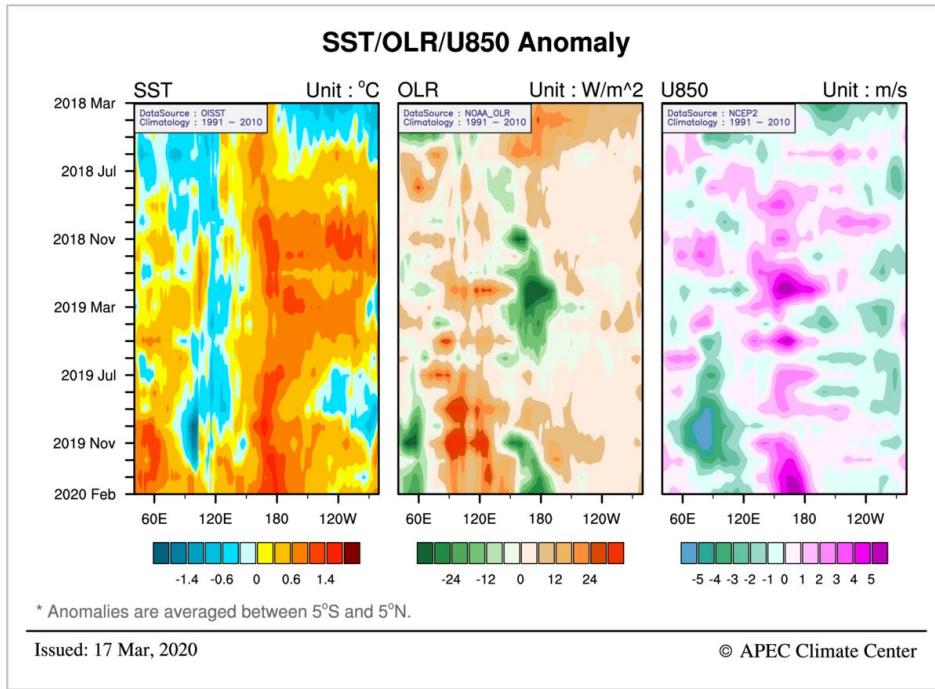 SST/OLR/U850 Anomaly
SST Unit : °C
OLR Unit : W/m^2
U850 Unit : m/s
DataSource : OISST
Climatology : 1991 – 2010
DataSource : NOAA_OLR
Climatology : 1991 – 2010
DataSource : NCEP2
Climatology : 1991 – 2010
2018 Mar
2018 Jul
2018 Nov
2019 Mar
2019 Jul
2019 Nov
2020 Feb
60E 120E 180 120W
60E 120E 180 120W
60E 120E 180 120W
-1.4 -0.6 0 0.6 1.4
-24 -12 0 12 24
-5 -4 -3 -2 -1 0 1 2 3 4 5
* Anomalies are averaged between 5°S and 5°N.
Issued: 17 Mar, 2020
© APEC Climate Center